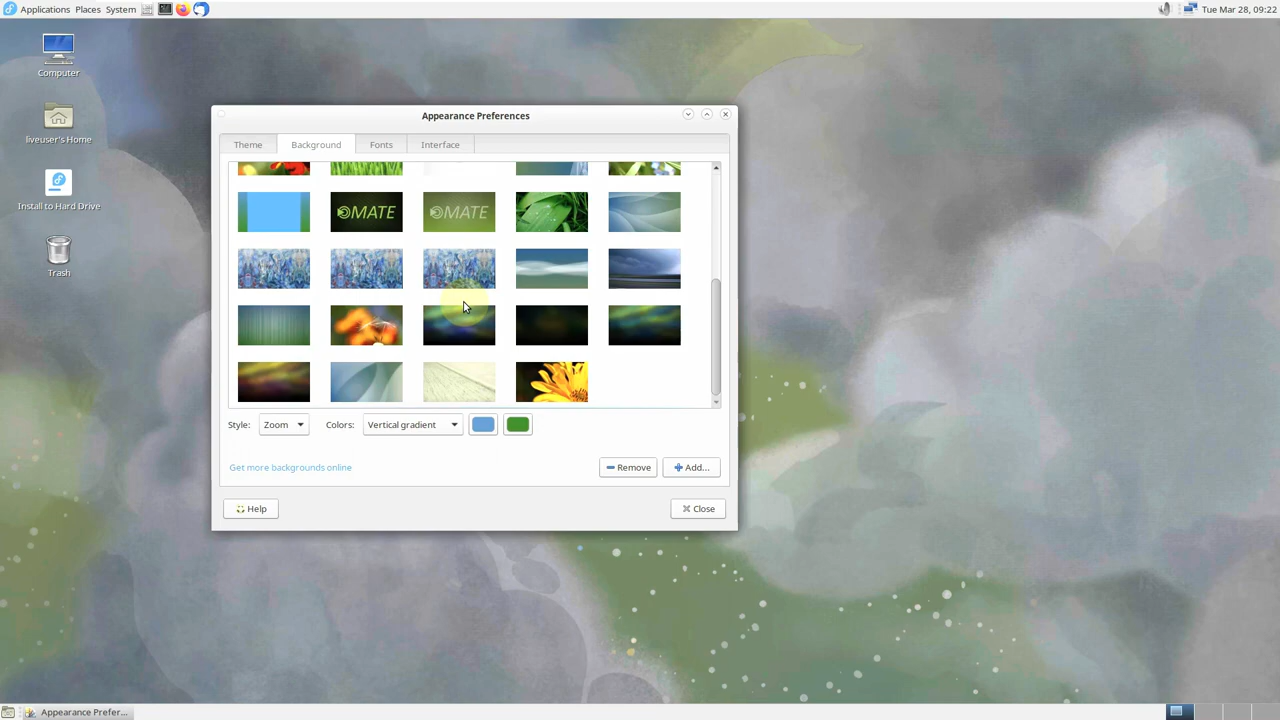 Applications Places System
Tue Mar 28, 09:22
Computer
liveuser's Home
Install to Hard Drive
Trash
Appearance Preferences
Theme Background Fonts Interface
MATE MATE
Style: Zoom Colors: Vertical gradient
Get more backgrounds online Remove Add...
Help Close
Appearance Prefer...